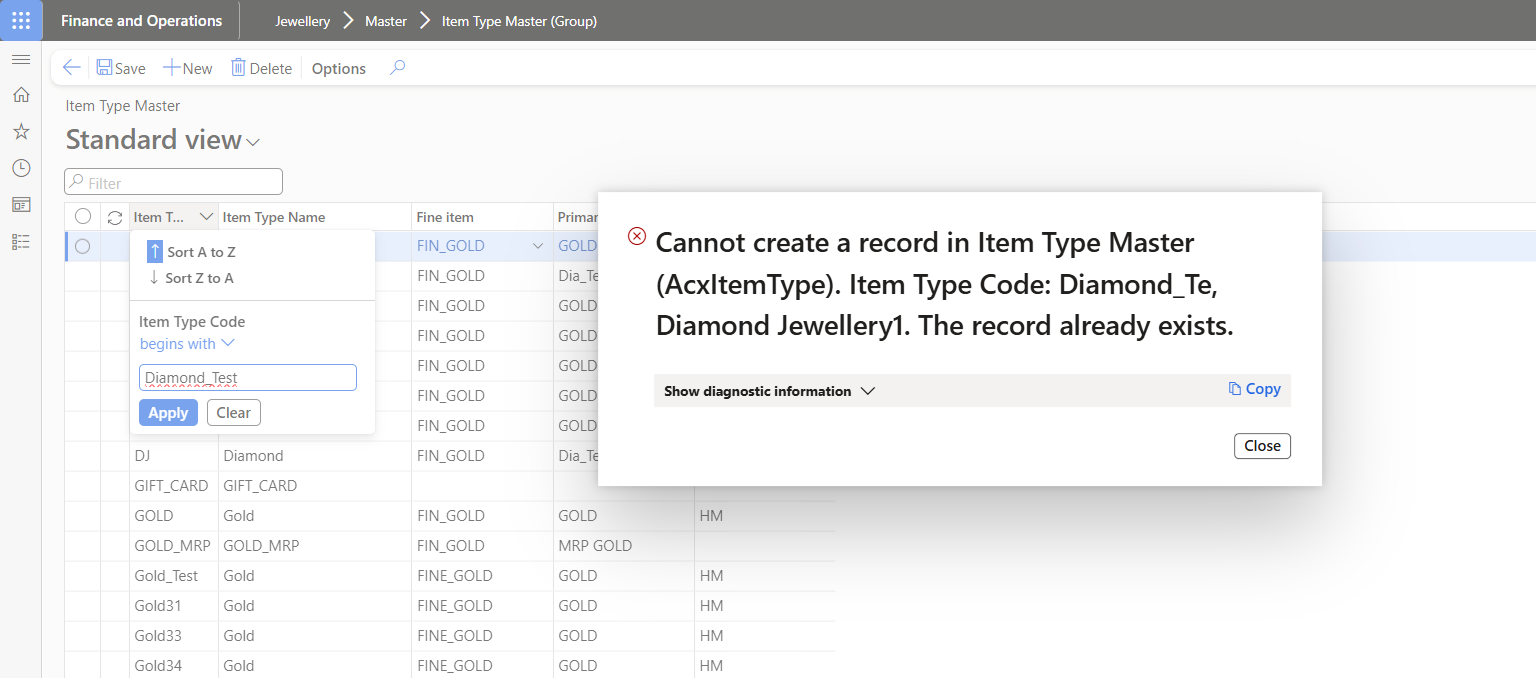 Finance and Operations
Jewellery > Master > Item Type Master (Group)
Save New Delete Options
Item Type Master
Standard view
Filter
Item T... Item Type Name Fine item Primar
FIN_GOLD GOLD
Sort A to Z
FIN_GOLD Dia_Te
Sort Z to A
FIN_GOLD GOLD
Item Type Code
FIN_GOLD GOLD
begins with
FIN_GOLD GOLD
Diamond_Test
FIN_GOLD GOLD
Apply Clear
FIN_GOLD GOLD
DJ Diamond FIN_GOLD Dia_Te
GIFT_CARD GIFT_CARD
GOLD Gold FIN_GOLD GOLD HM
GOLD_MRP GOLD_MRP FIN_GOLD MRP GOLD
Gold_Test Gold FINE_GOLD GOLD HM
Gold31 Gold FINE_GOLD GOLD HM
Gold33 Gold FINE_GOLD GOLD HM
Gold34 Gold FINE_GOLD GOLD HM
Cannot create a record in Item Type Master
(AcxItemType). Item Type Code: Diamond_Te,
Diamond Jewellery1. The record already exists.
Show diagnostic information Copy
Close